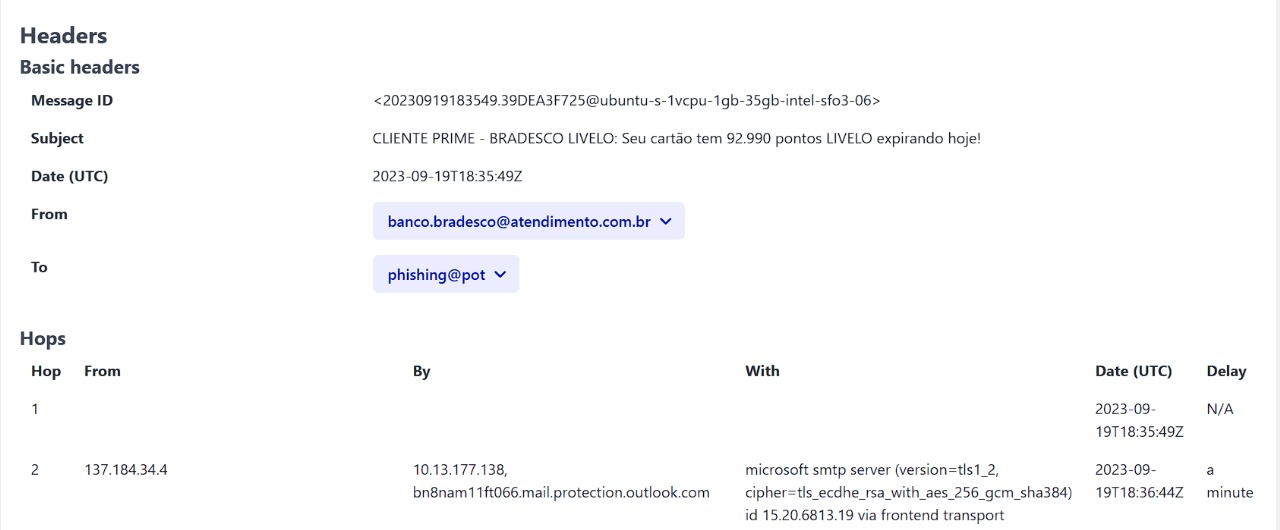 Headers
Basic headers
Message ID <20230919183549.39DEA3F725@ubuntu-s-1vcpu-1gb-35gb-intel-sfo3-06>
Subject CLIENTE PRIME - BRADESCO LIVELO: Seu cartão tem 92.990 pontos LIVELO expirando hoje!
Date (UTC) 2023-09-19T18:35:49Z
From banco.bradesco@atendimento.com.br
To phishing@pot
Hops
Hop From By With Date (UTC) Delay
1 2023-09- N/A
19T18:35:49Z
2 137.184.34.4 10.13.177.138, microsoft smtp server (version=tls1_2, 2023-09- a
bn8nam11ft066.mail.protection.outlook.com cipher=tls_ecdhe_rsa_with_aes_256_gcm_sha384) 19T18:36:44Z minute
id 15.20.6813.19 via frontend transport